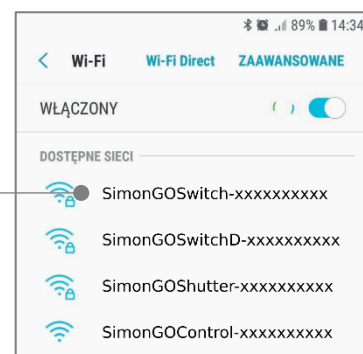 89% 14:34
Wi-Fi Wi-Fi Direct ZAAWANSOWANE
WŁĄCZONY
DOSTĘPNE SIECI
SimonGOSwitch-xxxxxxxxxx
SimonGOSwitchD-xxxxxxxxxx
SimonGOShutter-xxxxxxxxxx
SimonGOControl-xxxxxxxxxx